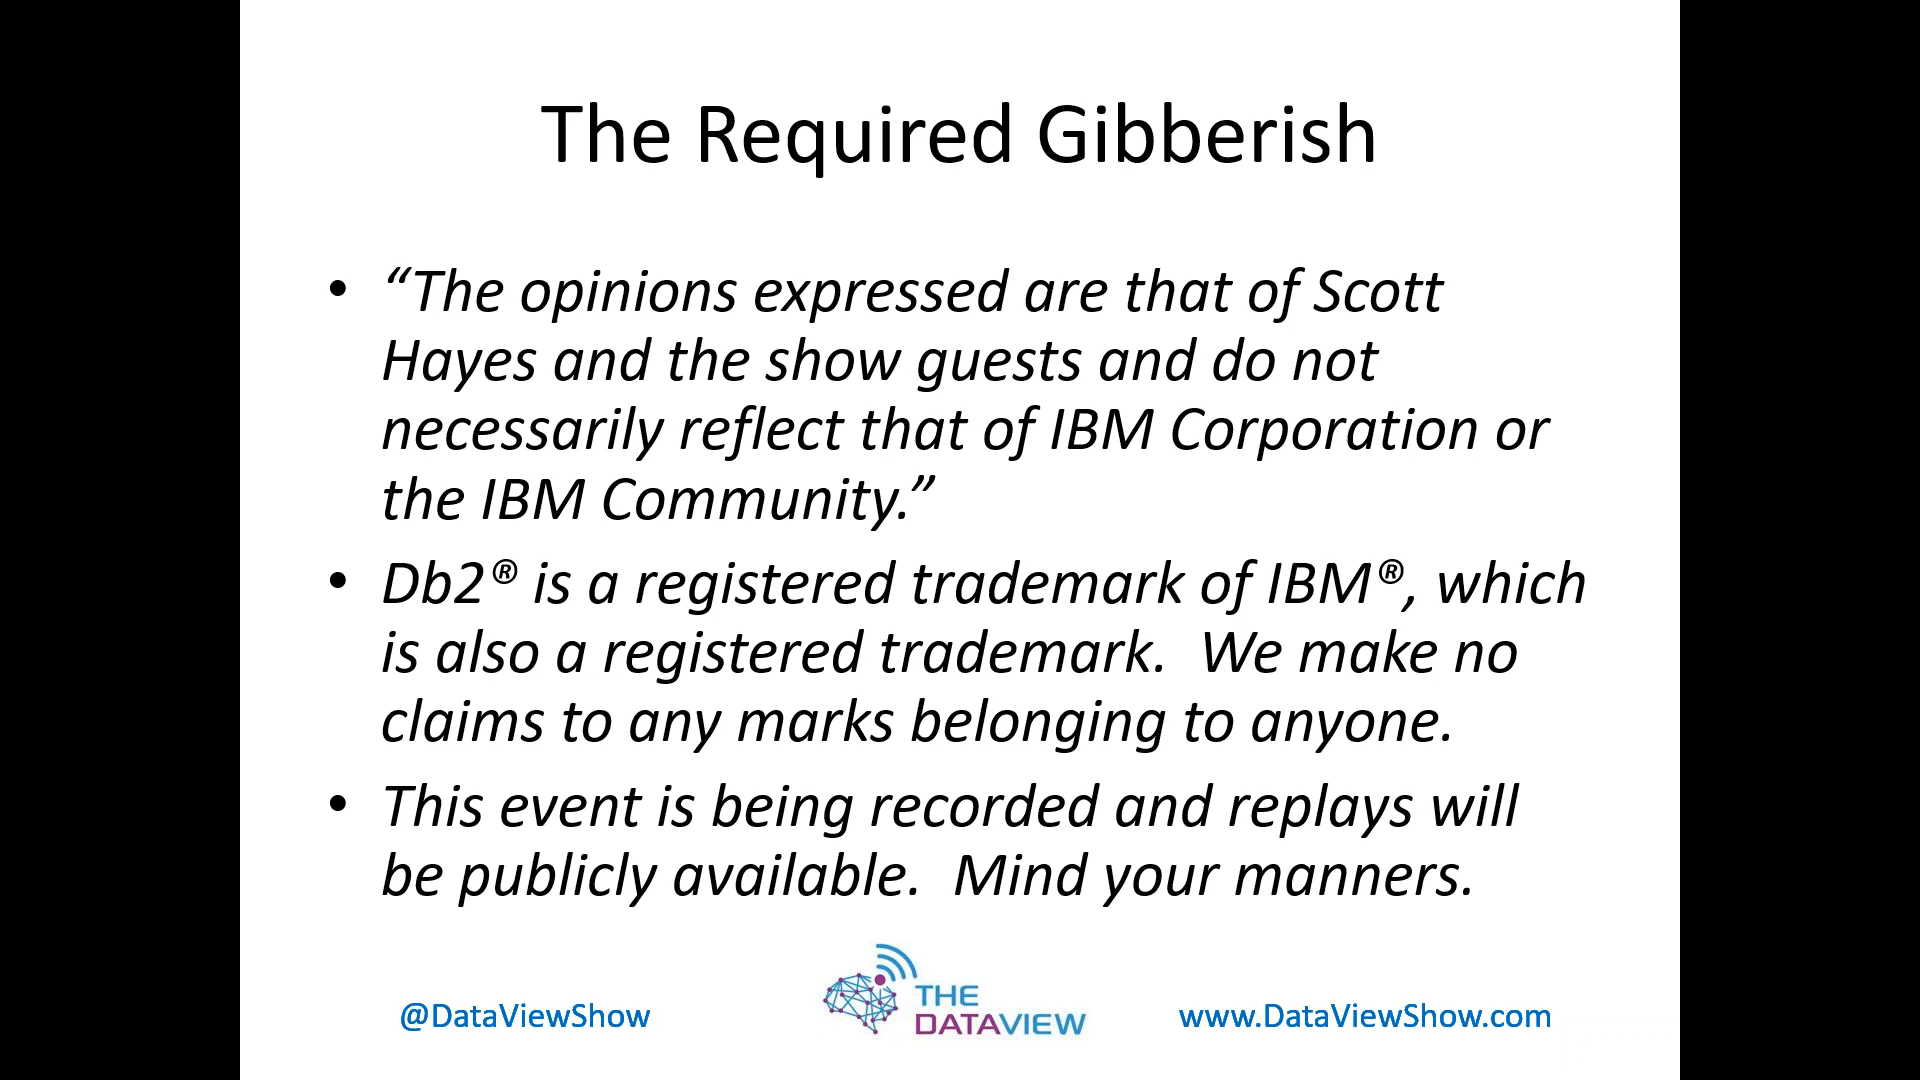 The Required Gibberish
• “The opinions expressed are that of Scott
Hayes and the show guests and do not
necessarily reflect that of IBM Corporation or
the IBM Community.”
• Db2® is a registered trademark of IBM®, which
is also a registered trademark.  We make no
claims to any marks belonging to anyone.
• This event is being recorded and replays will
be publicly available.  Mind your manners.
@DataViewShow
THE
DATAVIEW
www.DataViewShow.com